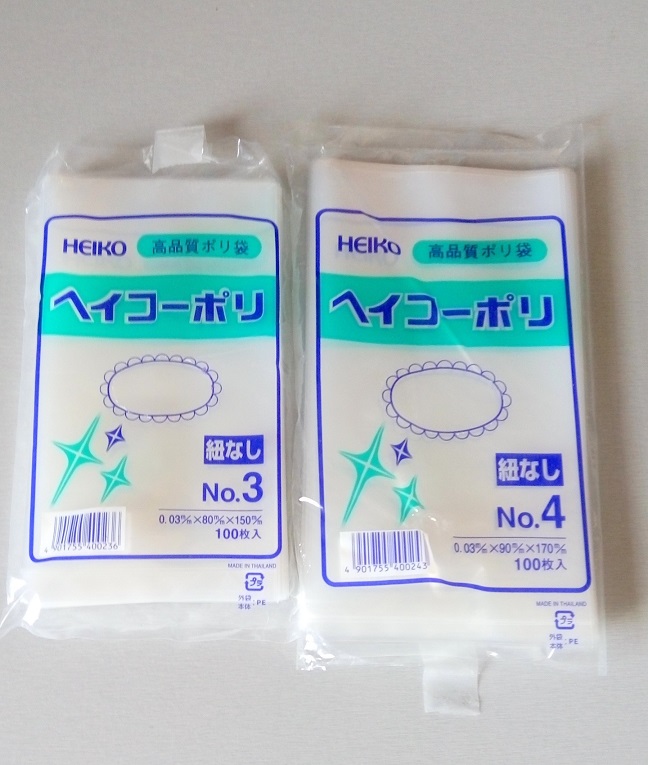 HEIKO 高品質ポリ袋
ヘイコーポリ
紐なし
No.3
0.03㎜×80㎜×150㎜
100枚入
4 901755 400236
MADE IN THAILAND
プラ
外袋
本体 : PE
HEIKO 高品質ポリ袋
ヘイコーポリ
紐なし
No.4
0.03㎜×90㎜×170㎜
100枚入
4 901755 400243
MADE IN THAILAND
プラ
外袋
本体 : PE